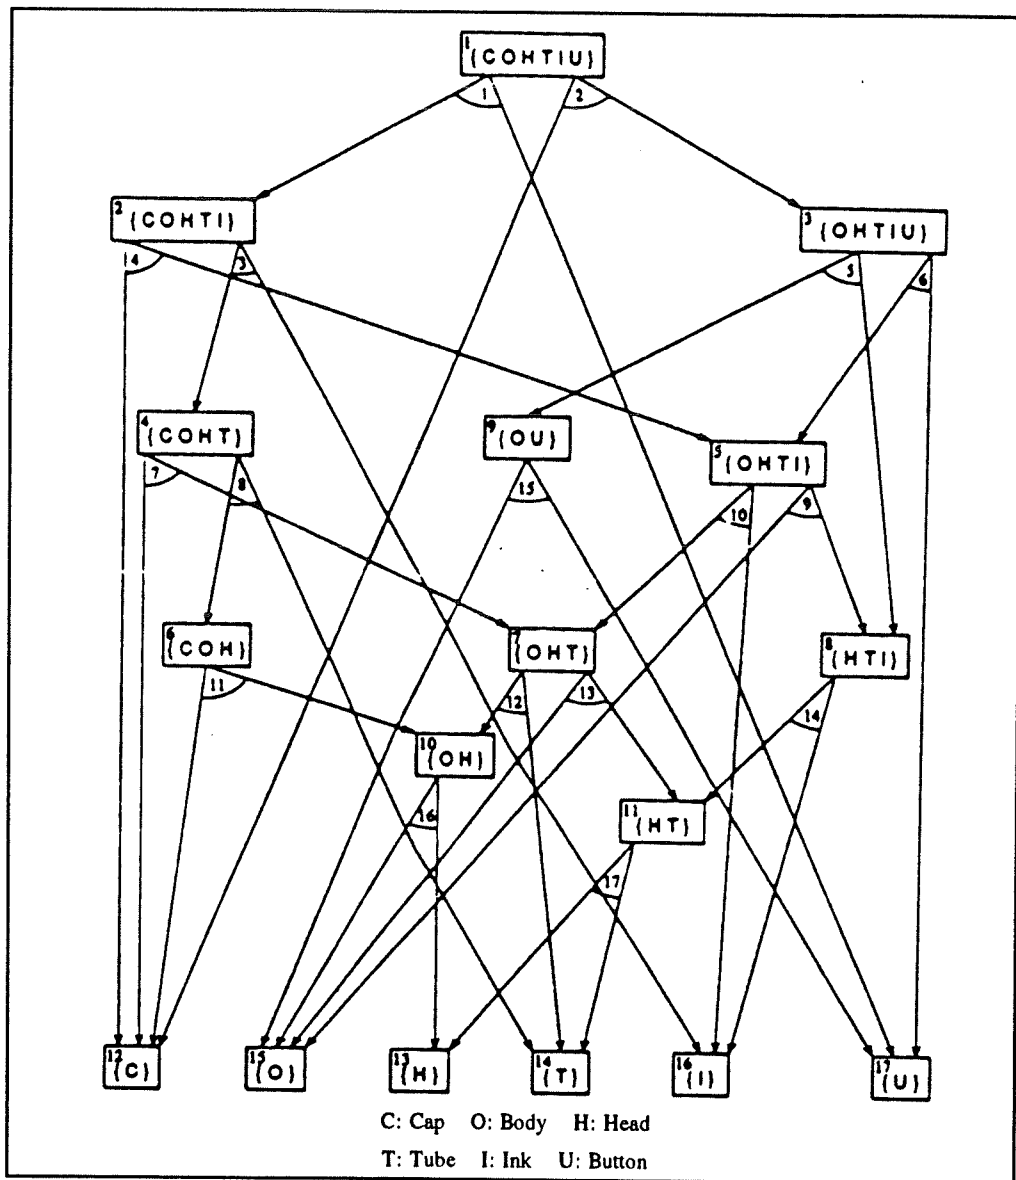 1 {COHTIU}
1 2
2 {COHTI}
3 {OHTIU}
4 3 5 6
4 {COHT}
9 {OU}
5 {OHTI}
7 8 15 10 9
6 {COH}
7 {OHT}
8 {HTI}
11 12 13 14
10 {OH}
11 {HT}
16 17
12 {C} 15 {O} 13 {H} 14 {T} 16 {I} 17 {U}
C: Cap O: Body H: Head
T: Tube I: Ink U: Button